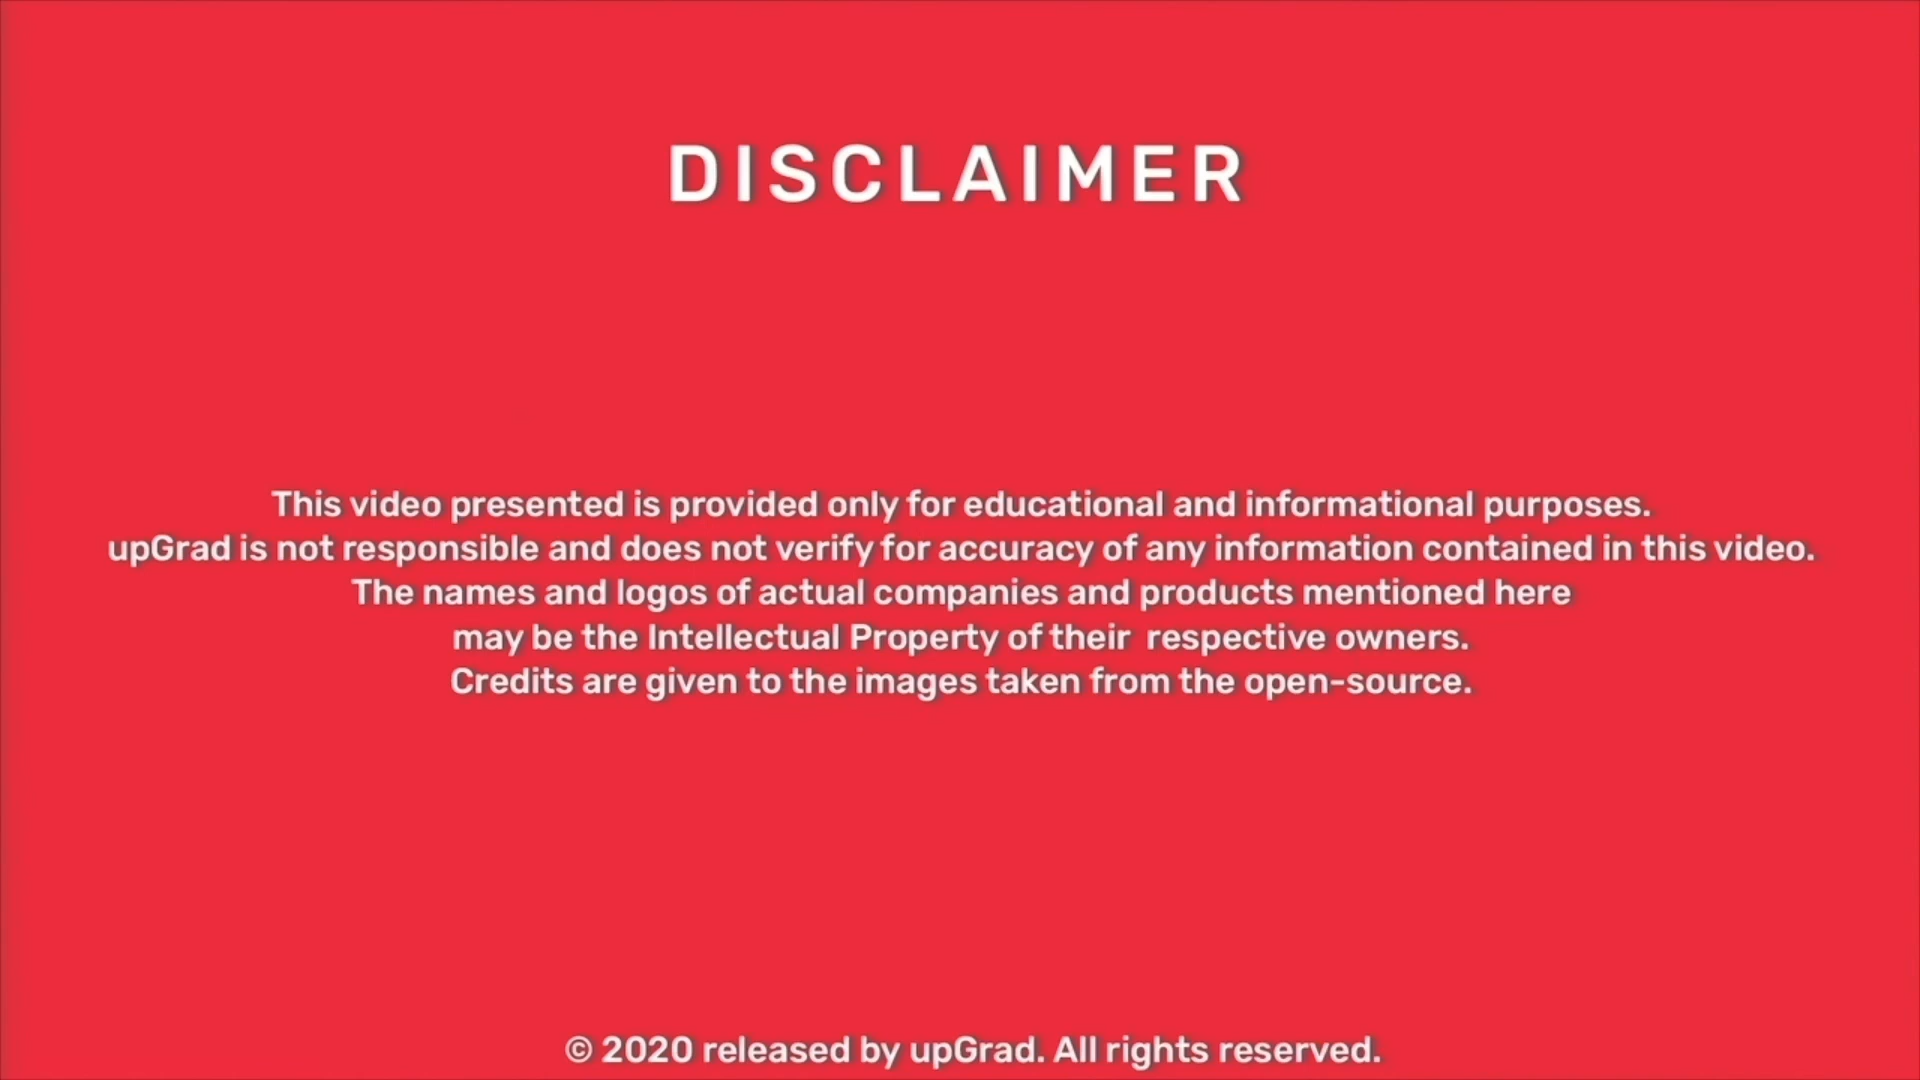 DISCLAIMER
This video presented is provided only for educational and informational purposes.
upGrad is not responsible and does not verify for accuracy of any information contained in this video.
The names and logos of actual companies and products mentioned here
may be the Intellectual Property of their respective owners.
Credits are given to the images taken from the open-source.
© 2020 released by upGrad. All rights reserved.